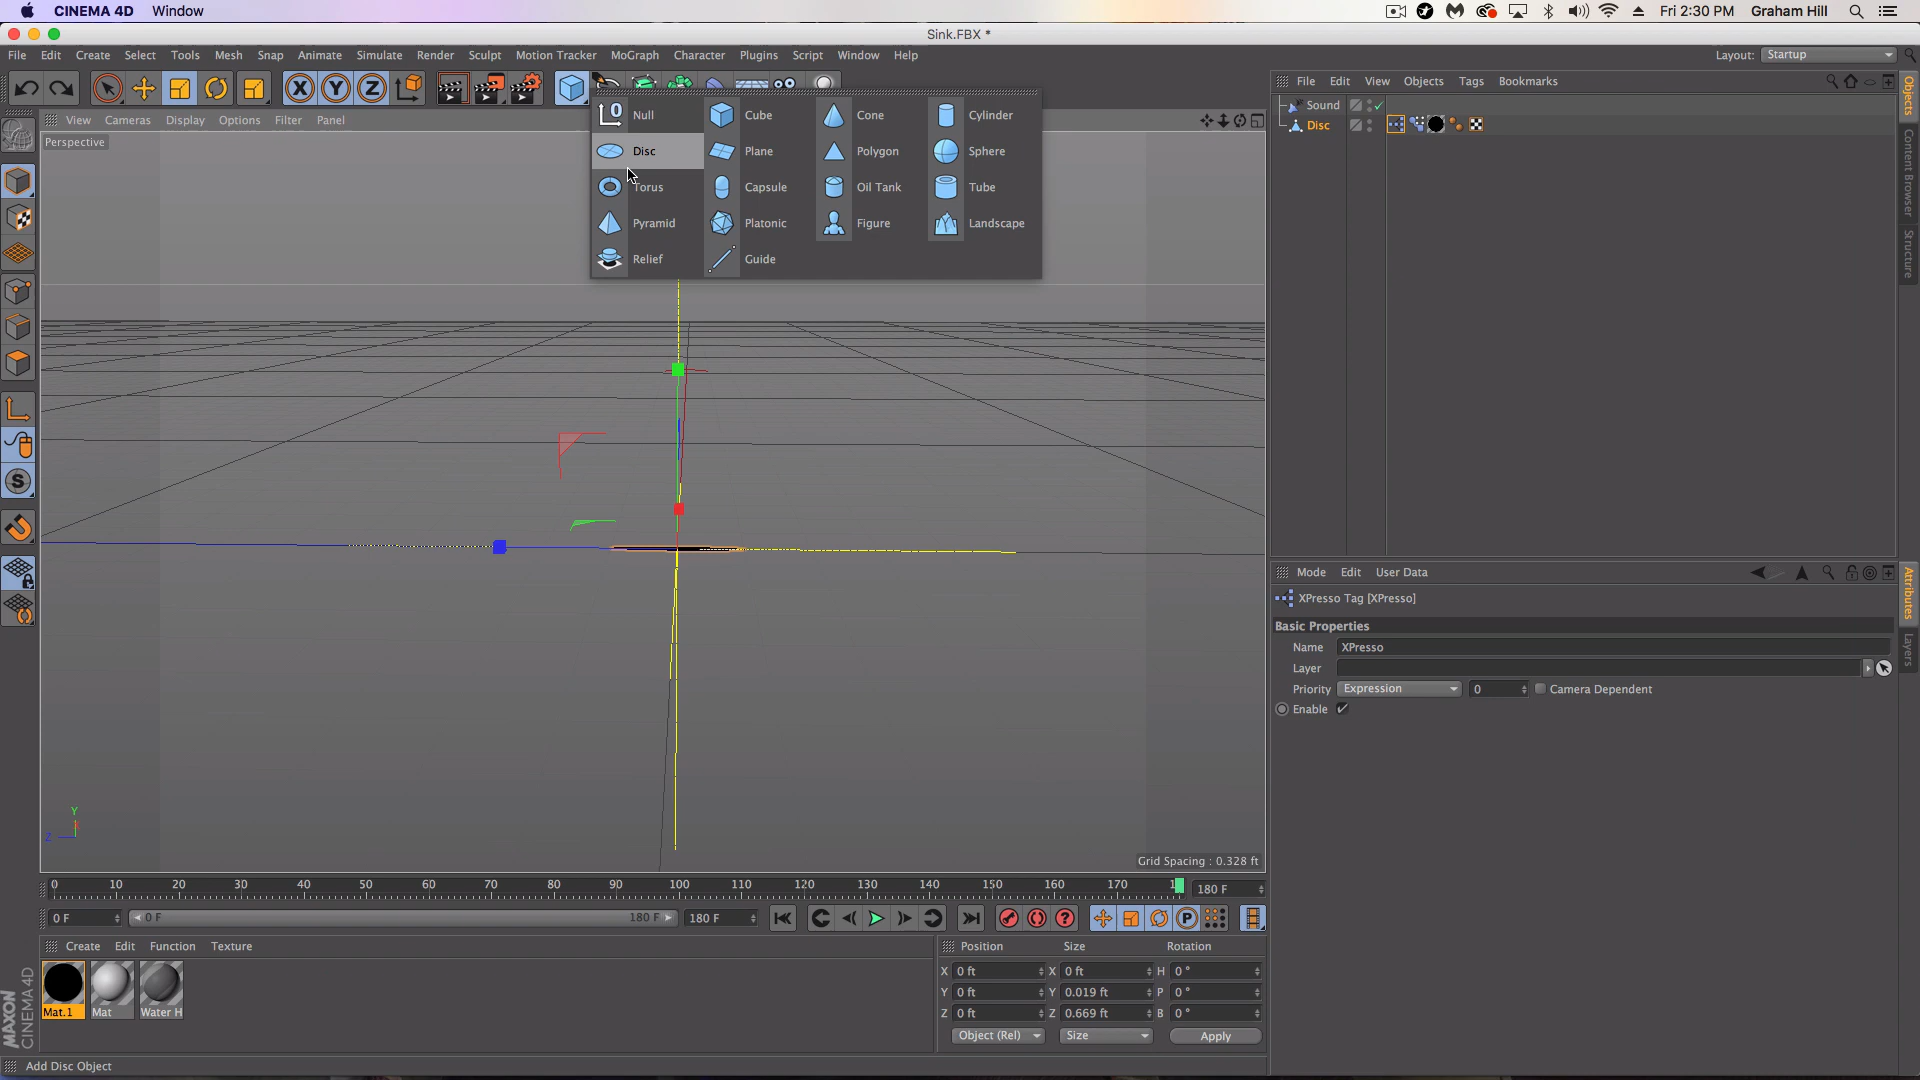 CINEMA 4D Window Fri 2:30 PM Graham Hill
Sink.FBX *
File Edit Create Select Tools Mesh Snap Animate Simulate Render Sculpt Motion Tracker MoGraph Character Plugins Script Window Help Layout: Startup
File Edit View Objects Tags Bookmarks
View Cameras Display Options Filter Panel
Perspective
Null Cube Cone Cylinder
Disc Plane Polygon Sphere
Torus Capsule Oil Tank Tube
Pyramid Platonic Figure Landscape
Relief Guide
Sound
Disc
Objects
Content Browser
Structure
Mode Edit User Data
XPresso Tag [XPresso]
Basic Properties
Name XPresso
Layer
Priority Expression 0 Camera Dependent
Enable
Attributes
Layers
Y
Z
Grid Spacing : 0.328 ft
0 10 20 30 40 50 60 70 80 90 100 110 120 130 140 150 160 170 180 F
0 F 0 F 180 F 180 F
Create Edit Function Texture
Mat.1 Mat Water H
Position Size Rotation
X 0 ft X 0 ft H 0 °
Y 0 ft Y 0.019 ft P 0 °
Z 0 ft Z 0.669 ft B 0 °
Object (Rel) Size Apply
MAXON
CINEMA 4D
Add Disc Object